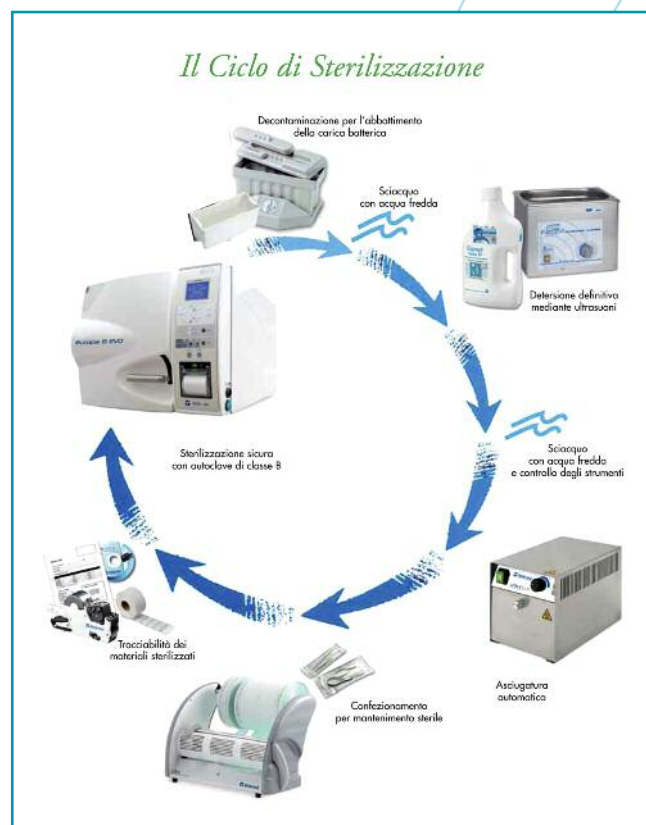 Il Ciclo di Sterilizzazione
Decontaminazione per l'abbattimento
della carica batterica
Sciacquo
con acqua fredda
Detersione definitiva
mediante ultrasuoni
Sciacquo
con acqua fredda
e controllo degli strumenti
Asciugatura
automatica
Confezionamento
per mantenimento sterile
Tracciabilità dei
materiali sterilizzati
Sterilizzazione sicura
con autoclave di classe B